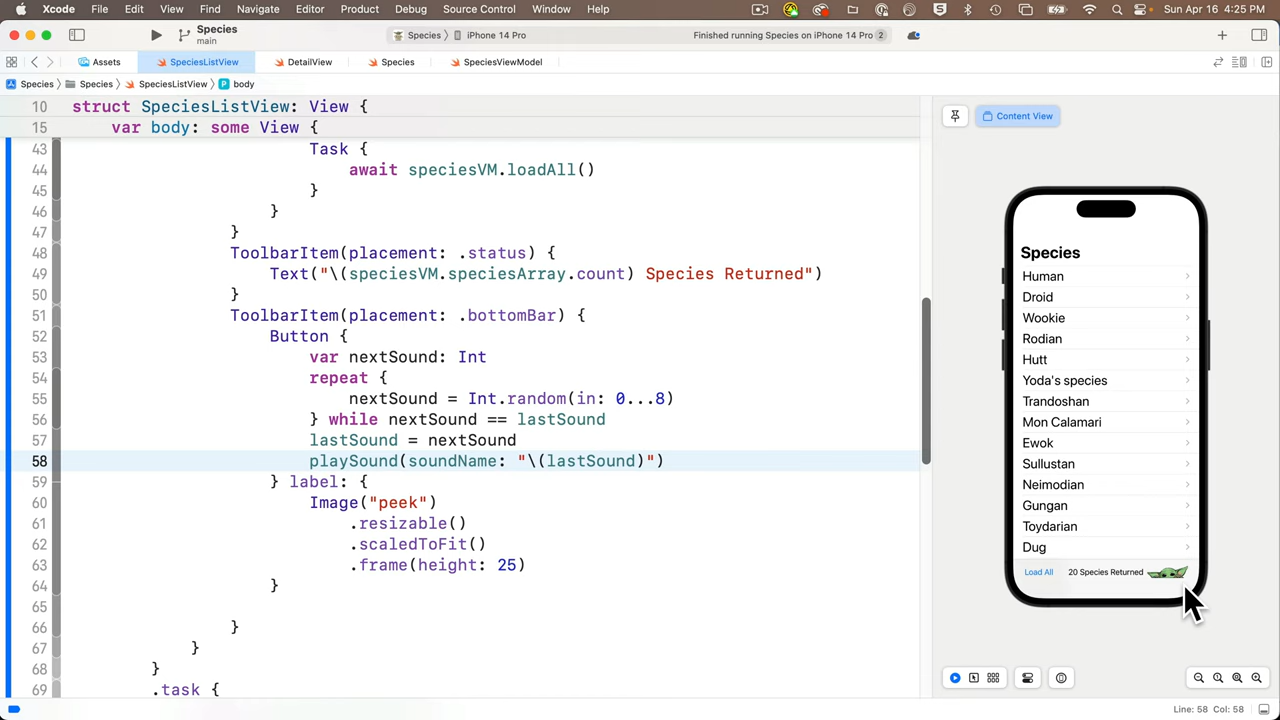 Xcode File Edit View Find Navigate Editor Product Debug Source Control Window Help Sun Apr 16 4:25 PM
Species
main
Species iPhone 14 Pro
Finished running Species on iPhone 14 Pro 2
Assets SpeciesListView DetailView Species SpeciesViewModel
Species Species SpeciesListView body
10 struct SpeciesListView: View {
15 var body: some View {
43 Task {
44 await speciesVM.loadAll()
45 }
46 }
47 }
48 ToolbarItem(placement: .status) {
49 Text("\(speciesVM.speciesArray.count) Species Returned")
50 }
51 ToolbarItem(placement: .bottomBar) {
52 Button {
53 var nextSound: Int
54 repeat {
55 nextSound = Int.random(in: 0...8)
56 } while nextSound == lastSound
57 lastSound = nextSound
58 playSound(soundName: "\(lastSound)")
59 } label: {
60 Image("peek")
61 .resizable()
62 .scaledToFit()
63 .frame(height: 25)
64 }
65
66 }
67 }
68 }
69 .task {
Content View
Species
Human
Droid
Wookie
Rodian
Hutt
Yoda's species
Trandoshan
Mon Calamari
Ewok
Sullustan
Neimodian
Gungan
Toydarian
Dug
Load All 20 Species Returned
Line: 58 Col: 58